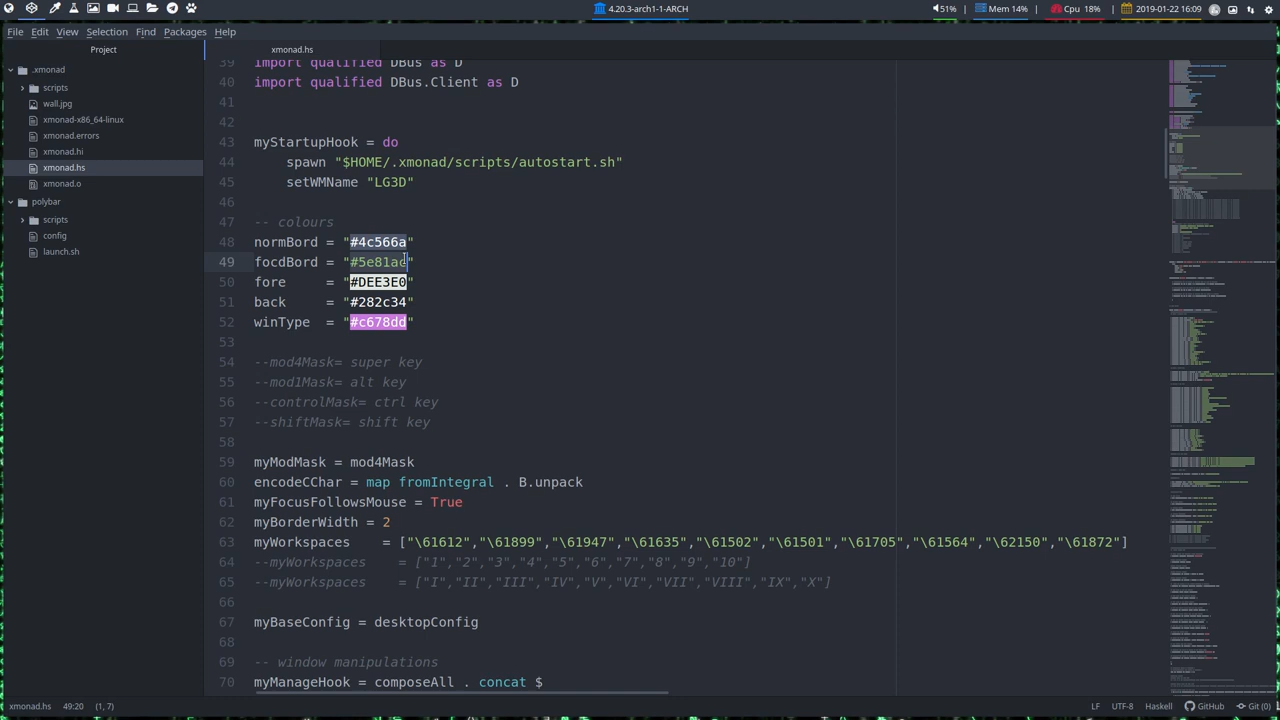 4.20.3-arch1-1-ARCH
51%
Mem 14%
Cpu 18%
2019-01-22 16:09
File Edit View Selection Find Packages Help
Project
xmonad.hs
.xmonad
scripts
wall.jpg
xmonad-x86_64-linux
xmonad.errors
xmonad.hi
xmonad.hs
xmonad.o
polybar
scripts
config
launch.sh
39 import qualified DBus as D
40 import qualified DBus.Client as
41
42
43 myStartupHook = do
44 spawn "$HOME/.xmonad/scripts/autostart.sh"
45 setWMName "LG3D"
46
47 -- colours
48 normBord = "#4c566a"
49 focdBord = "#5e81ac"
50 fore = "#DEE3E0"
51 back = "#282c34"
52 winType = "#c678dd"
53
54 --mod4Mask= super key
55 --mod1Mask= alt key
56 --controlMask= ctrl key
57 --shiftMask= shift key
58
59 myModMask = mod4Mask
60 encodeCChar = map fromIntegral . B.unpack
61 myFocusFollowsMouse = True
62 myBorderWidth = 2
63 myWorkspaces = ["\61612","\61899","\61947","\61635","\61502","\61501","\61705","\61564","\62150","\61872"]
64 --myWorkspaces = ["1","2","3","4","5","6","7","8","9","10"]
65 --myWorkspaces = ["I","II","III","IV","V","VI","VII","VIII","IX","X"]
66
67 myBaseConfig = desktopConfig
68
69 -- window manipulations
70 myManageHook = composeAll . concat $
xmonad.hs 49:20 (1, 7)
LF UTF-8 Haskell GitHub Git (0)